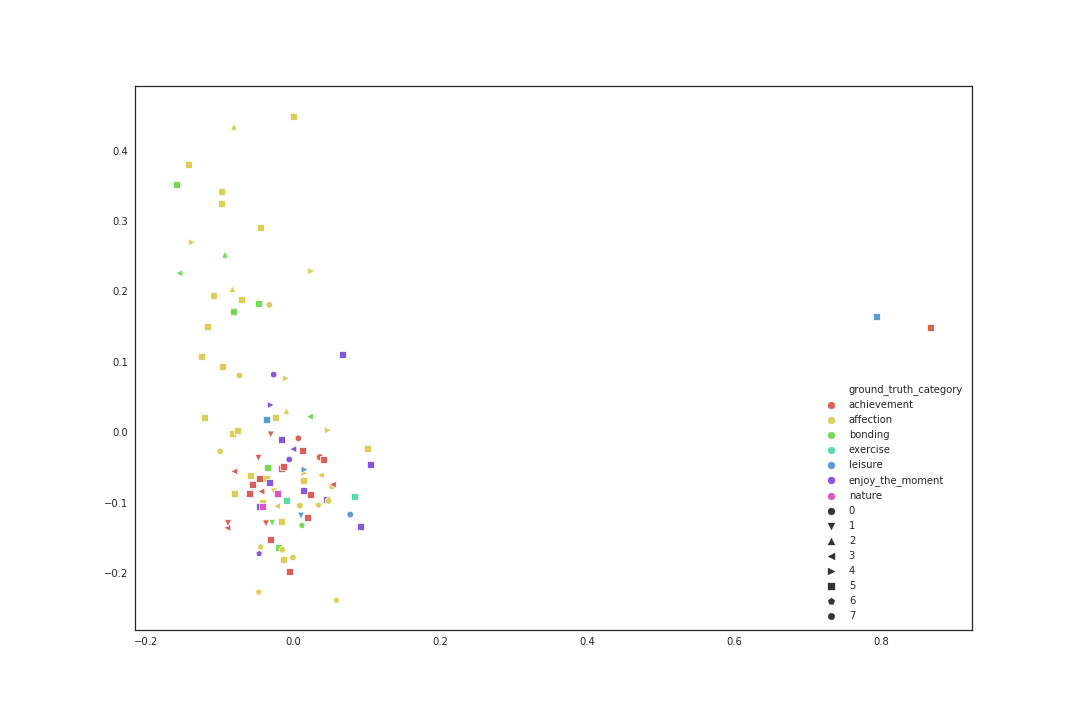 0.4
0.3
0.2
0.1
0.0
−0.1
−0.2
−0.2
0.0
0.2
0.4
0.6
0.8
ground_truth_category
achievement
affection
bonding
exercise
leisure
enjoy_the_moment
nature
0
1
2
3
4
5
6
7